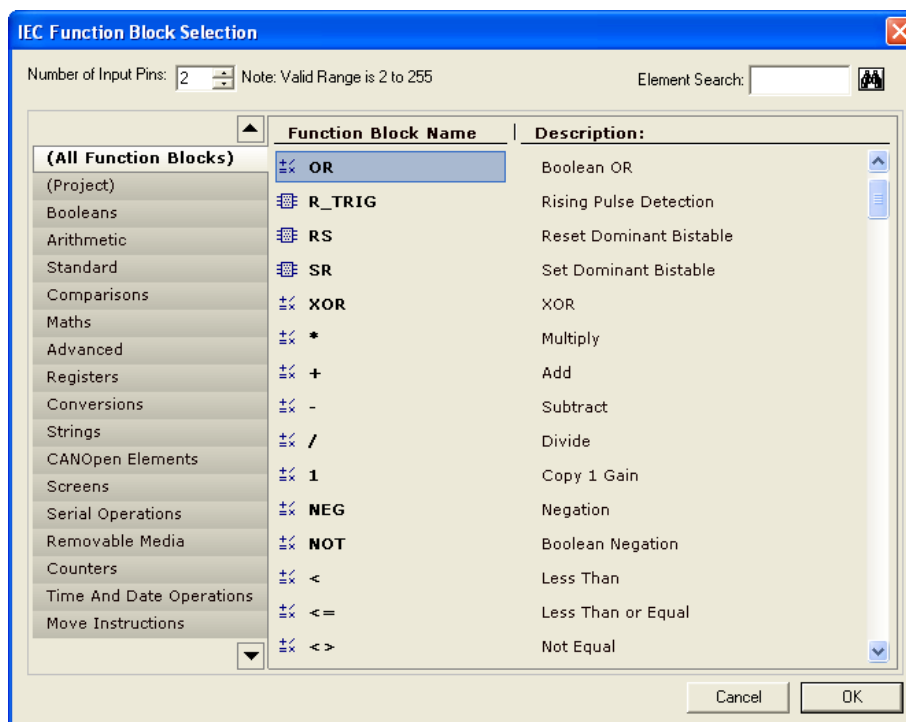 IEC Function Block Selection
Number of Input Pins: 2 Note: Valid Range is 2 to 255 Element Search:
Function Block Name | Description:
(All Function Blocks)
(Project)
Booleans
Arithmetic
Standard
Comparisons
Maths
Advanced
Registers
Conversions
Strings
CANOpen Elements
Screens
Serial Operations
Removable Media
Counters
Time And Date Operations
Move Instructions
OR Boolean OR
R_TRIG Rising Pulse Detection
RS Reset Dominant Bistable
SR Set Dominant Bistable
XOR XOR
* Multiply
+ Add
- Subtract
/ Divide
1 Copy 1 Gain
NEG Negation
NOT Boolean Negation
< Less Than
<= Less Than or Equal
<> Not Equal
Cancel OK